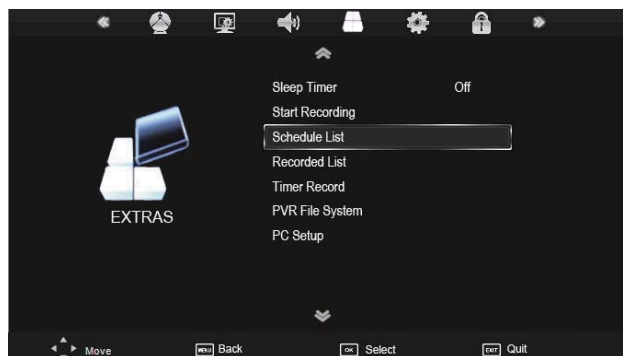 Sleep Timer Off
Start Recording
Schedule List
Recorded List
Timer Record
PVR File System
PC Setup
EXTRAS
Move MENU Back OK Select EXIT Quit